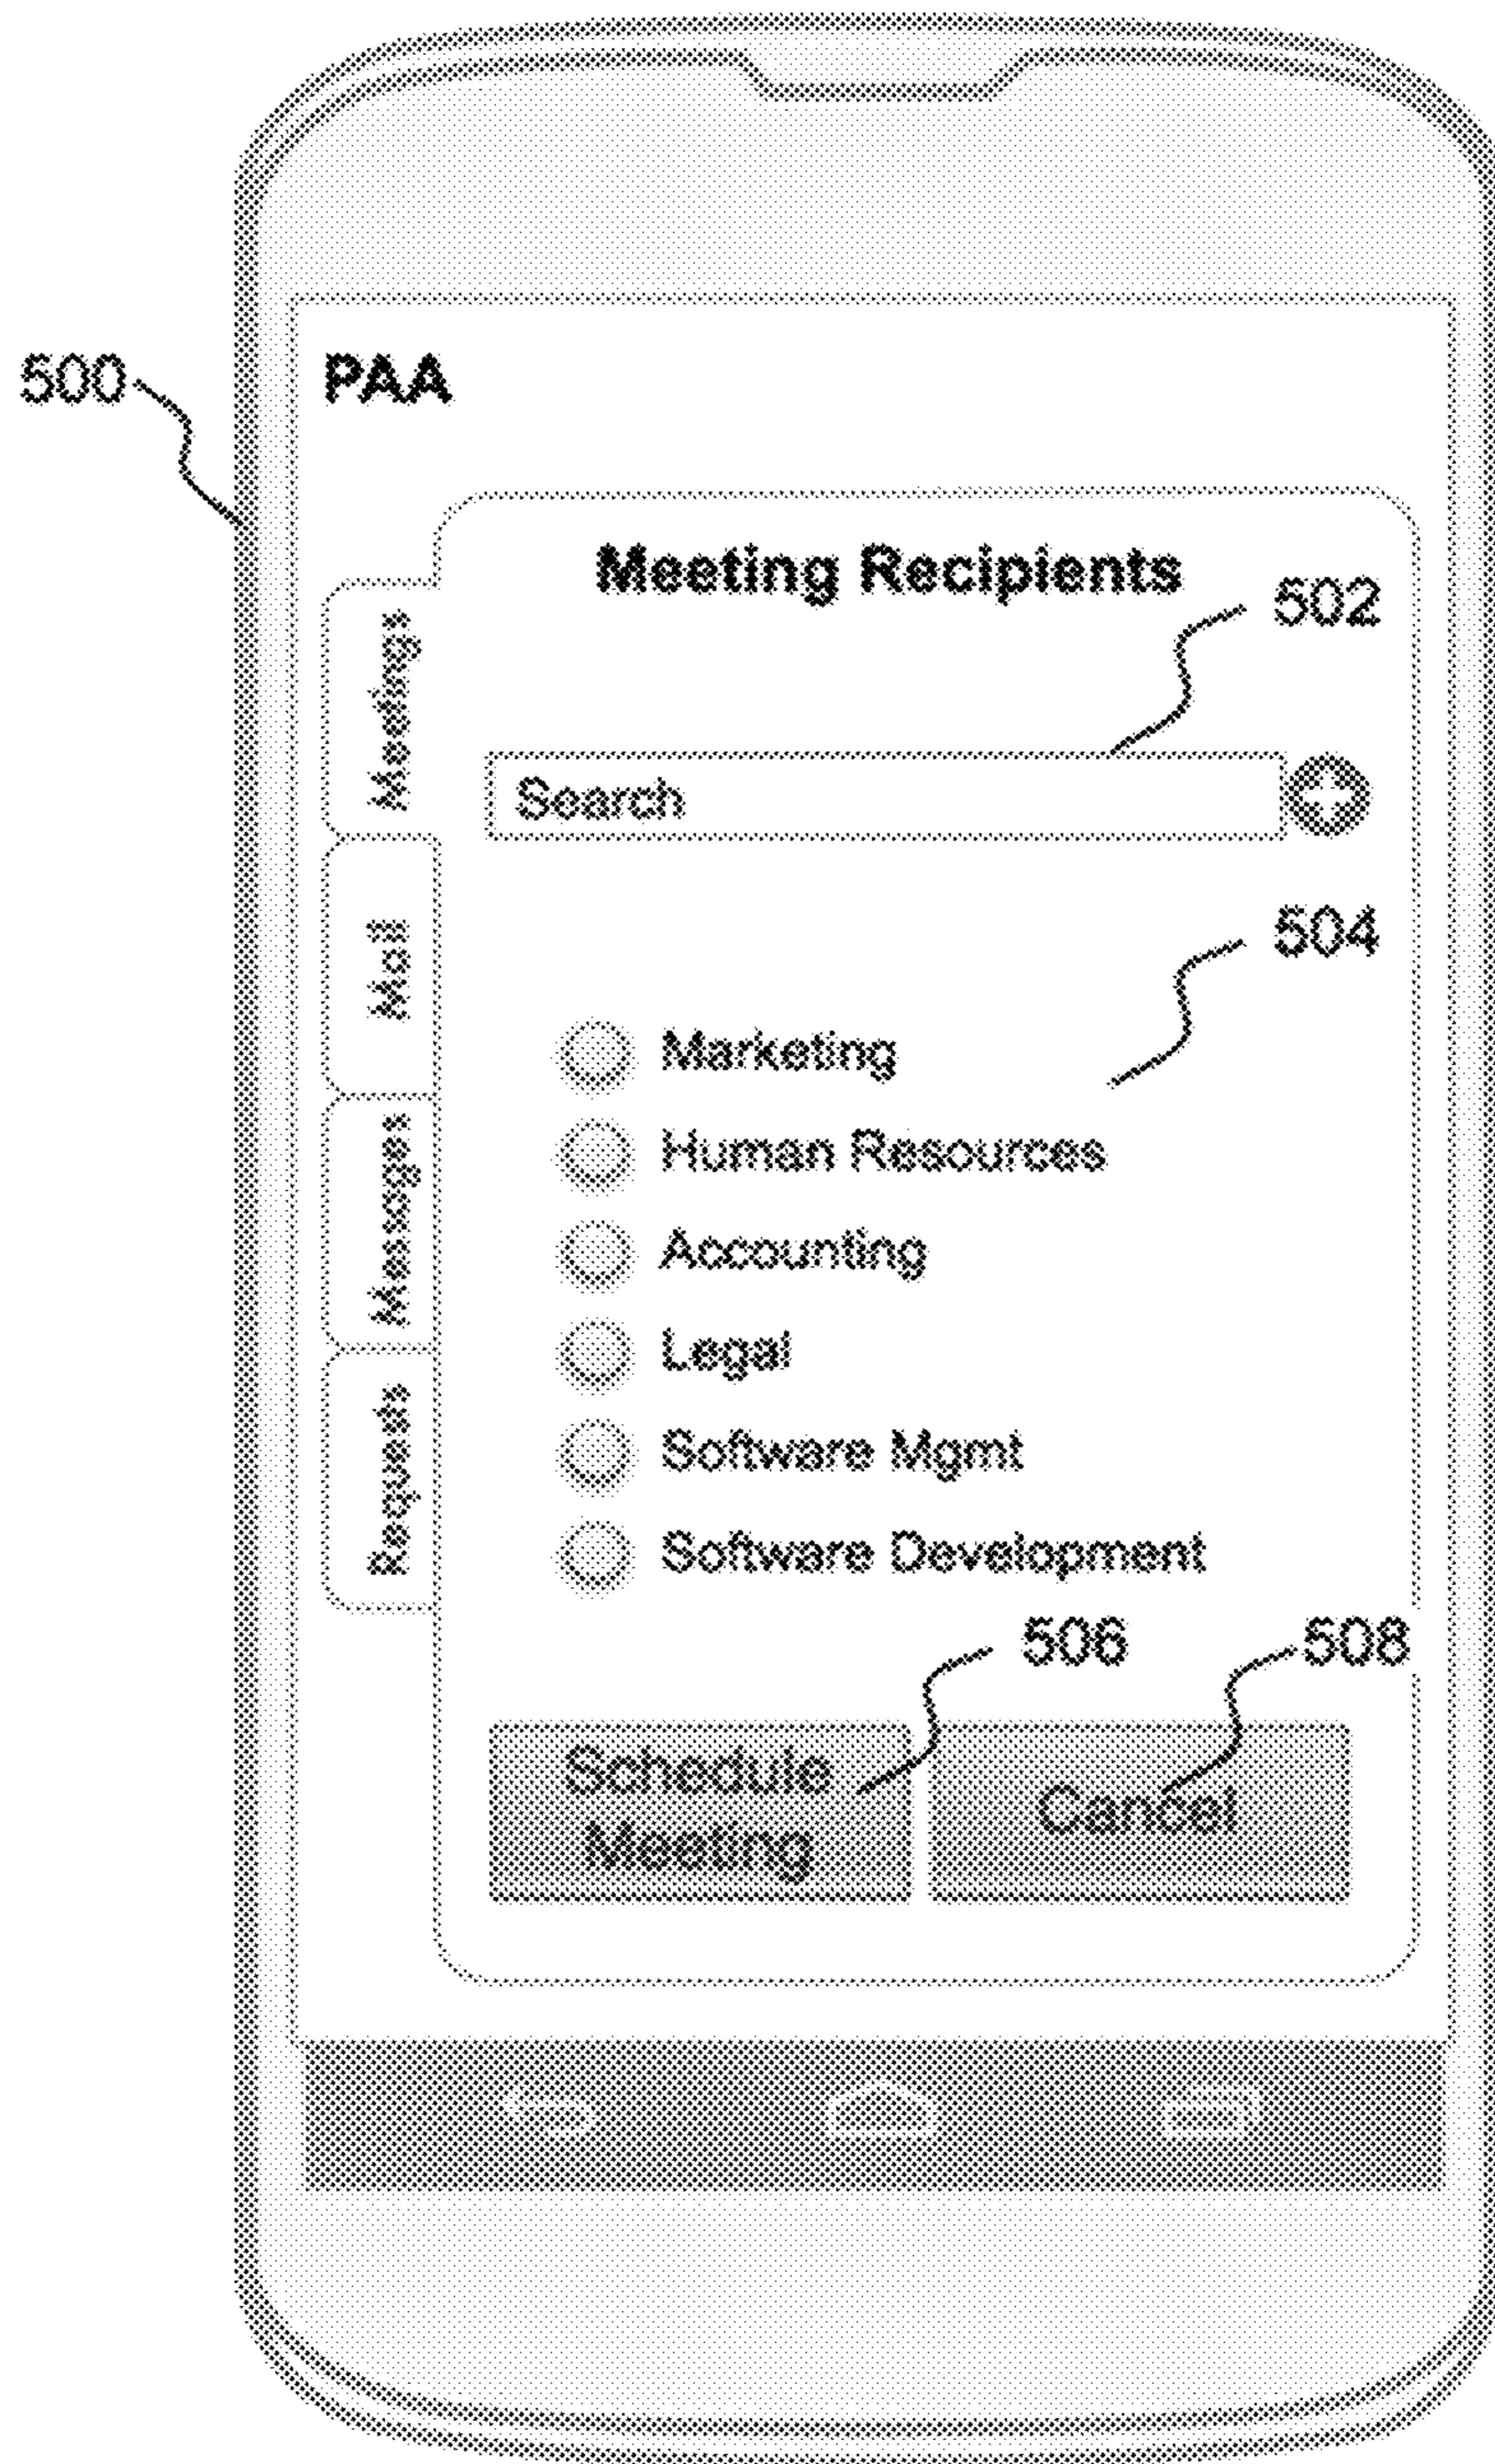 500
PAA
Meeting Recipients
502
Search
504
Meetings
Mail
Messages
Requests
Marketing
Human Resources
Accounting
Legal
Software Mgmt
Software Development
506
508
Schedule
Meeting
Cancel